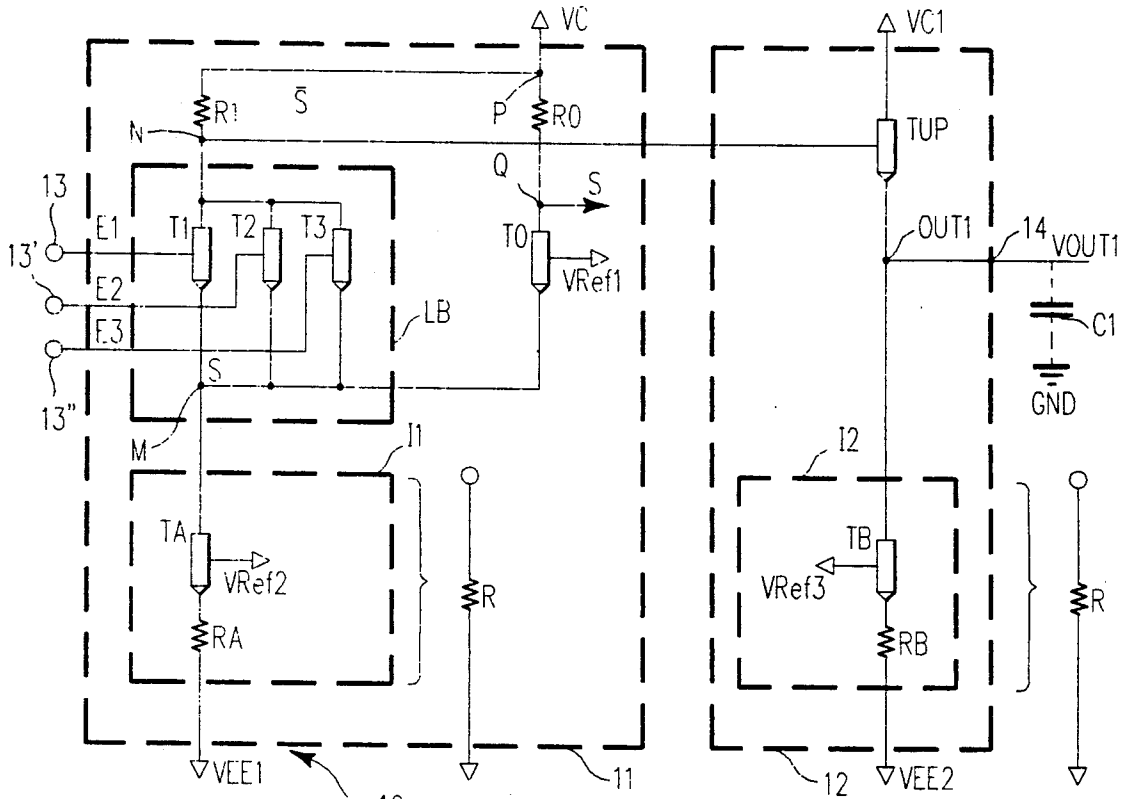 VC
VC1
R1
S̅
P
R0
TUP
N
Q
S
13
E1
T1
T2
T3
T0
OUT1
14
VOUT1
13'
E2
VRef1
E3
LB
C1
13"
S
GND
M
I1
I2
TA
TB
VRef2
R
VRef3
R
RA
RB
VEE1
11
12
VEE2